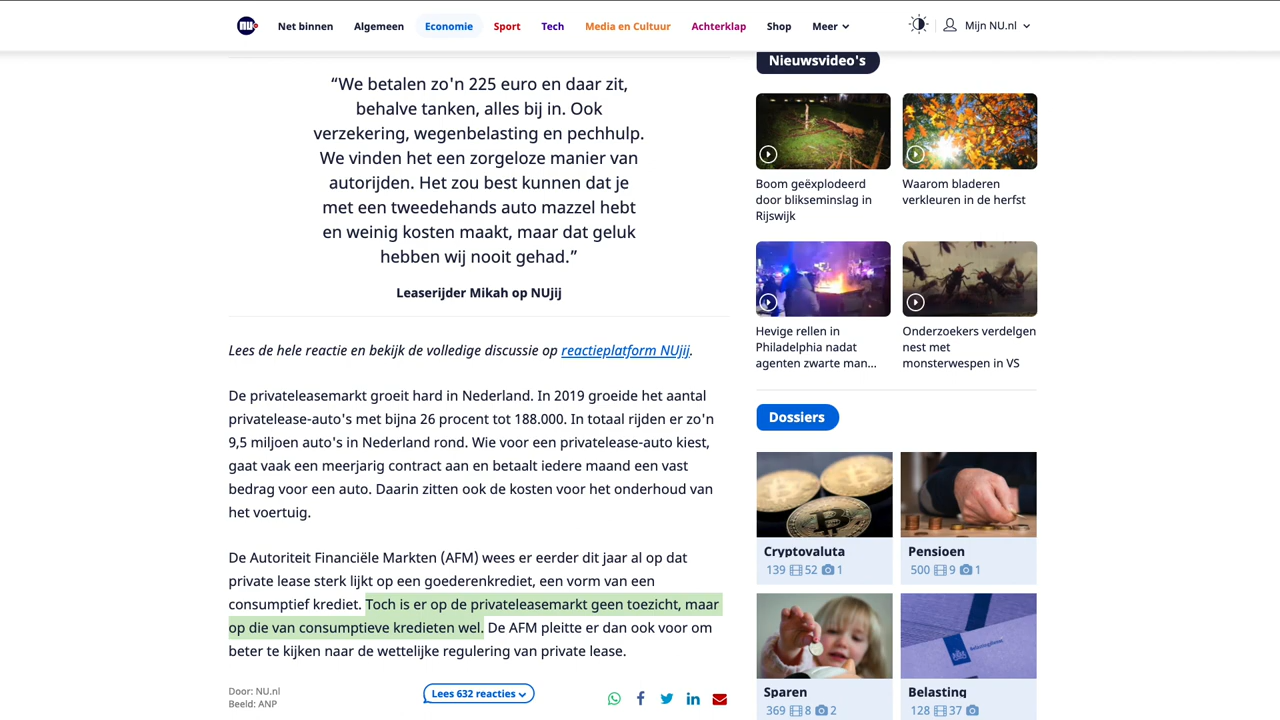 nu
Net binnen
Algemeen
Economie
Sport
Tech
Media en Cultuur
Achterklap
Shop
Meer
Mijn NU.nl
“We betalen zo'n 225 euro en daar zit,
behalve tanken, alles bij in. Ook
verzekering, wegenbelasting en pechhulp.
We vinden het een zorgeloze manier van
autorijden. Het zou best kunnen dat je
met een tweedehands auto mazzel hebt
en weinig kosten maakt, maar dat geluk
hebben wij nooit gehad.”
Leaserijder Mikah op NUjij
Lees de hele reactie en bekijk de volledige discussie op reactieplatform NUjij.
De privateleasemarkt groeit hard in Nederland. In 2019 groeide het aantal
privatelease-auto's met bijna 26 procent tot 188.000. In totaal rijden er zo'n
9,5 miljoen auto's in Nederland rond. Wie voor een privatelease-auto kiest,
gaat vaak een meerjarig contract aan en betaalt iedere maand een vast
bedrag voor een auto. Daarin zitten ook de kosten voor het onderhoud van
het voertuig.
De Autoriteit Financiële Markten (AFM) wees er eerder dit jaar al op dat
private lease sterk lijkt op een goederenkrediet, een vorm van een
consumptief krediet. Toch is er op de privateleasemarkt geen toezicht, maar
op die van consumptieve kredieten wel. De AFM pleitte er dan ook voor om
beter te kijken naar de wettelijke regulering van private lease.
Door: NU.nl
Beeld: ANP
Lees 632 reacties
Nieuwsvideo's
Boom geëxplodeerd
door blikseminslag in
Rijswijk
Waarom bladeren
verkleuren in de herfst
Hevige rellen in
Philadelphia nadat
agenten zwarte man...
Onderzoekers verdelgen
nest met
monsterwespen in VS
Dossiers
Cryptovaluta
139 52 1
Pensioen
500 9 1
Sparen
369 8 2
Belasting
128 37